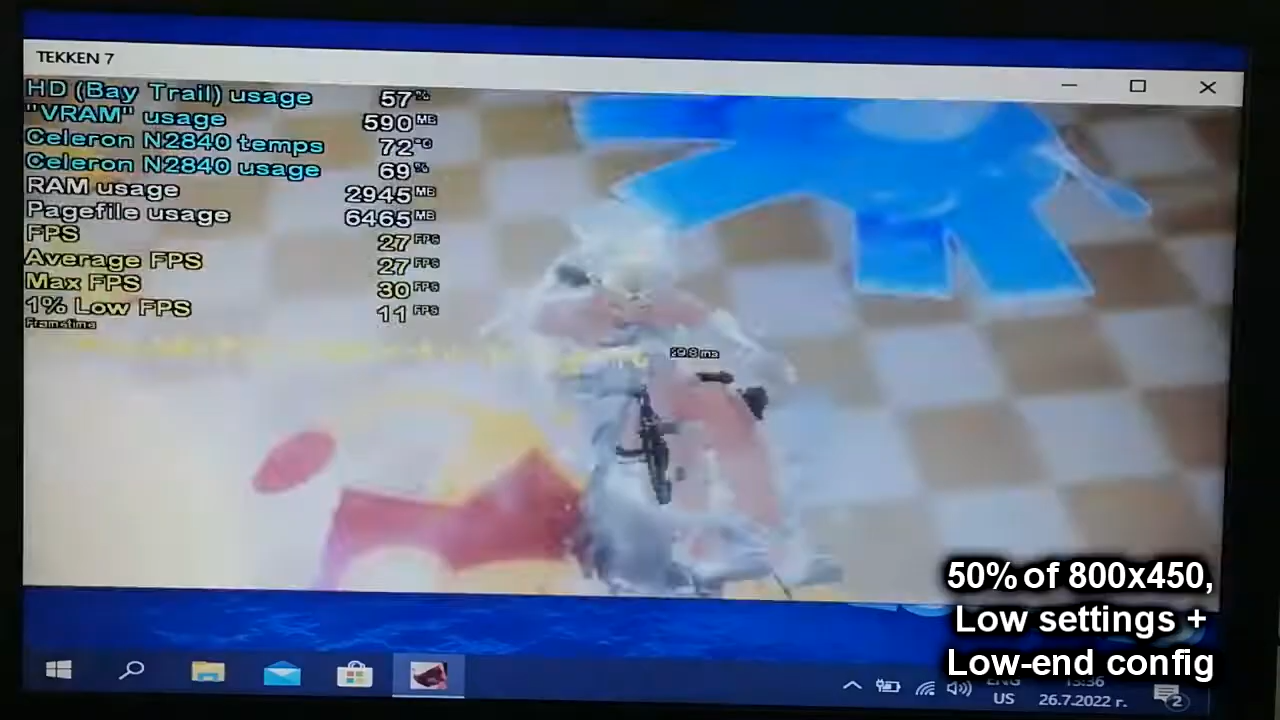 TEKKEN 7
HD (Bay Trail) usage 57%
"VRAM" usage 590 MB
Celeron N2840 temps 72°C
Celeron N2840 usage 69%
RAM usage 2945 MB
Pagefile usage 6465 MB
FPS 27 FPS
Average FPS 27 FPS
Max FPS 30 FPS
1% Low FPS 11 FPS
Frametime
50% of 800x450,
Low settings +
Low-end config
ENG
US
13:36
26.7.2022 г.
2